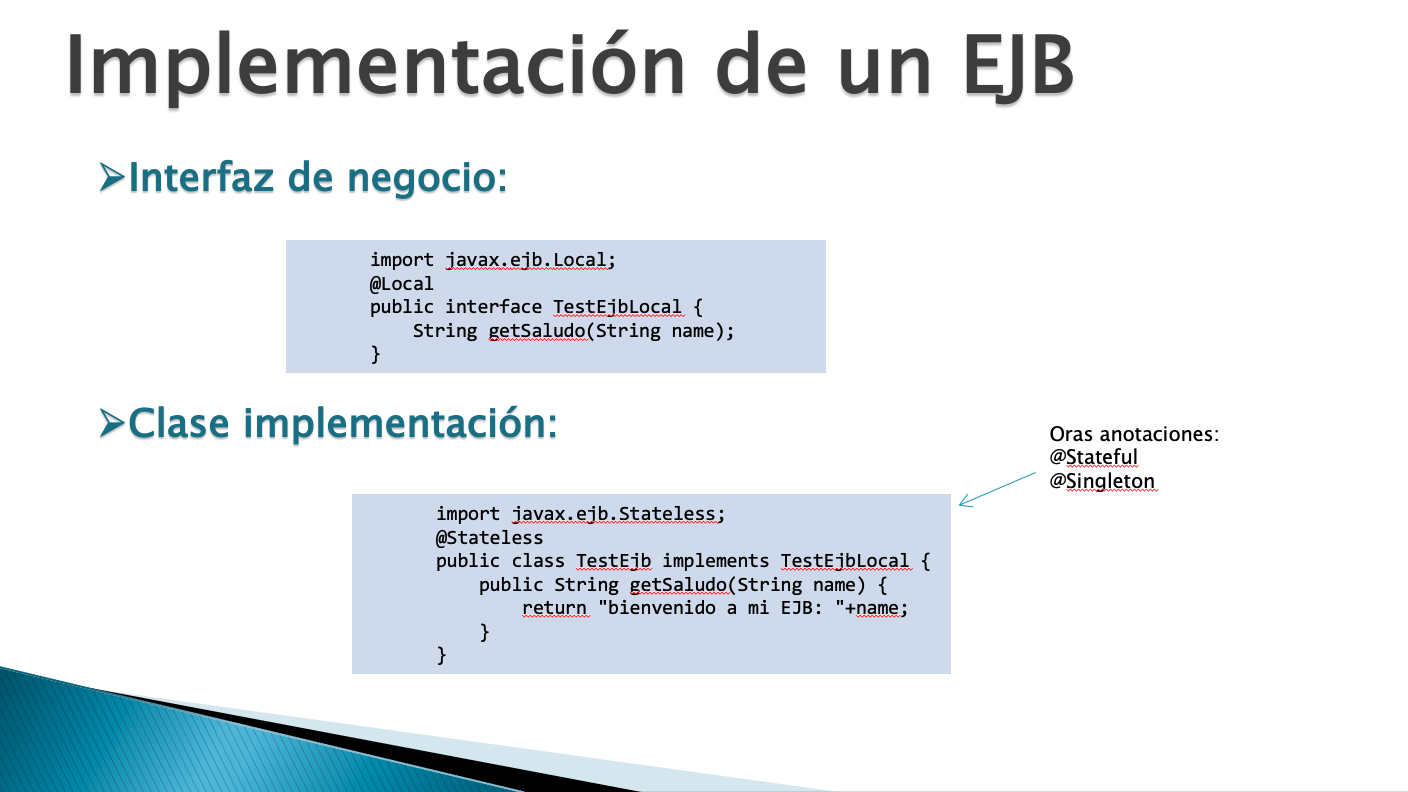 Implementación de un EJB
➢Interfaz de negocio:
import javax.ejb.Local;
@Local
public interface TestEjbLocal {
    String getSaludo(String name);
}
➢Clase implementación:
Oras anotaciones:
@Stateful
@Singleton
import javax.ejb.Stateless;
@Stateless
public class TestEjb implements TestEjbLocal {
    public String getSaludo(String name) {
        return "bienvenido a mi EJB: "+name;
    }
}